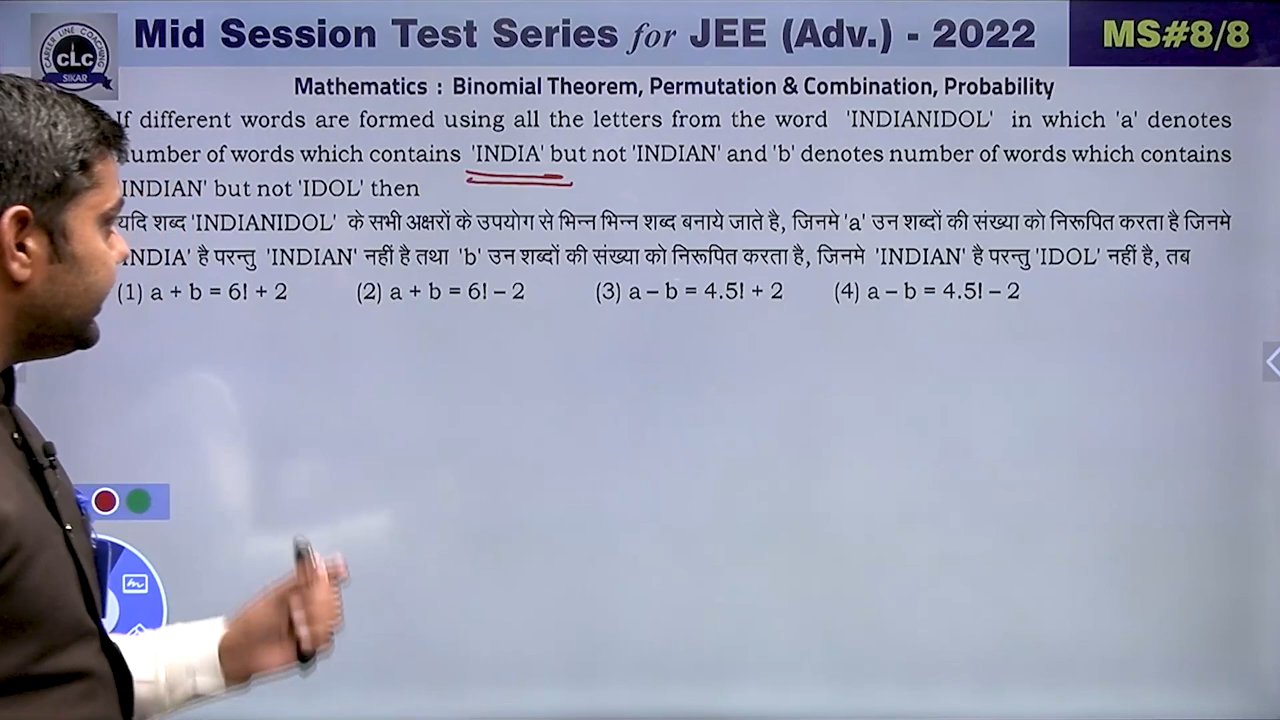 CAREER LINE COACHING
CLC
SIKAR
Mid Session Test Series for JEE (Adv.) - 2022
MS#8/8
Mathematics : Binomial Theorem, Permutation & Combination, Probability
If different words are formed using all the letters from the word 'INDIANIDOL' in which 'a' denotes
number of words which contains 'INDIA' but not 'INDIAN' and 'b' denotes number of words which contains
INDIAN' but not 'IDOL' then
यदि शब्द 'INDIANIDOL' के सभी अक्षरों के उपयोग से भिन्न भिन्न शब्द बनाये जाते है, जिनमे 'a' उन शब्दों की संख्या को निरूपित करता है जिनमे
INDIA' है परन्तु 'INDIAN' नहीं है तथा 'b' उन शब्दों की संख्या को निरूपित करता है, जिनमे 'INDIAN' है परन्तु 'IDOL' नहीं है, तब
(1) a + b = 6! + 2 (2) a + b = 6! – 2 (3) a – b = 4.5! + 2 (4) a – b = 4.5! – 2